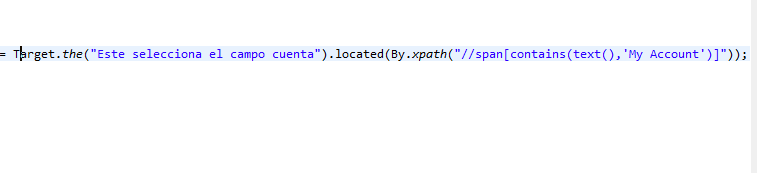 = Target.the("Este selecciona el campo cuenta").located(By.xpath("//span[contains(text(),'My Account')]"));